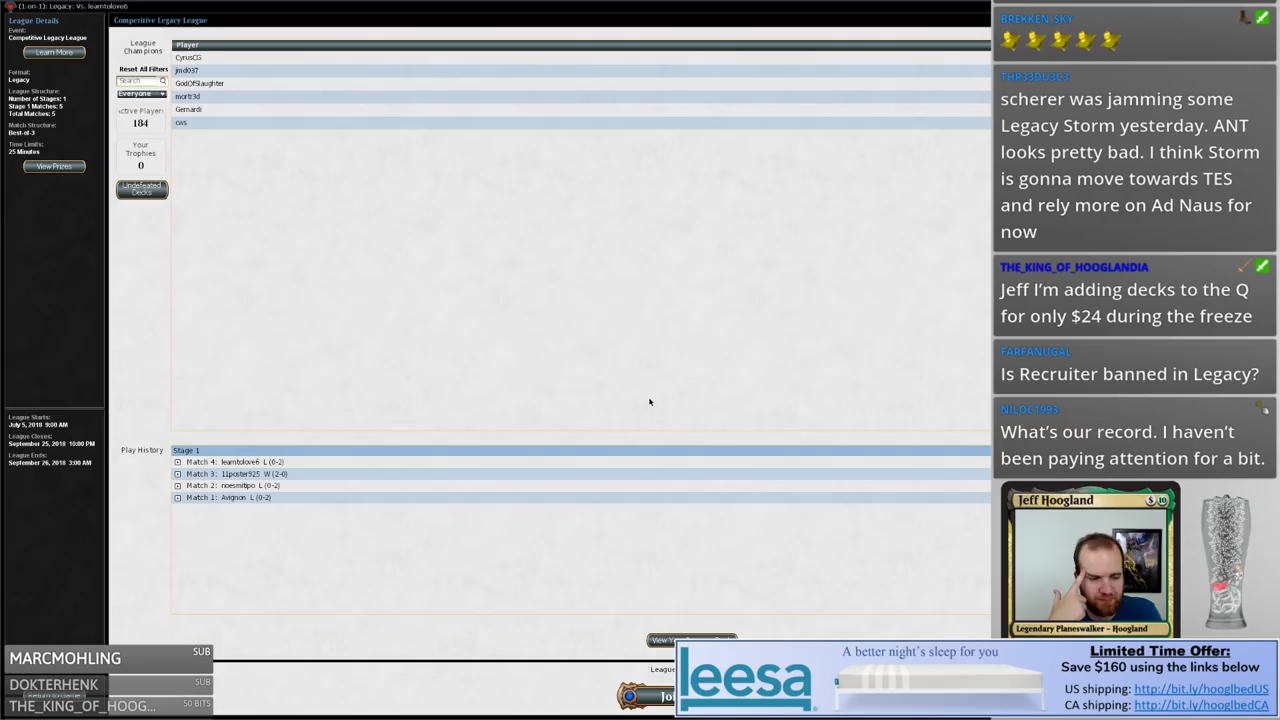 (1-on-1): Legacy: Vs. learntolove6
League Details
Event:
Competitive Legacy League
Learn More
Format:
Legacy
League Structure:
Number of Stages: 1
Stage 1 Matches: 5
Total Matches: 5
Match Structure:
Best-of-3
Time Limits:
25 Minutes
View Prizes
League Starts:
July 5, 2018 9:00 AM
League Closes:
September 25, 2018 10:00 PM
League Ends:
September 26, 2018 3:00 AM
Competitive Legacy League
League
Champions
Reset All Filters
Search
Everyone
Active Players
184
Your
Trophies
0
Undefeated
Decks
Player
CyrusCG
jmd037
GodOfSlaughter
mortr3d
Gernardi
cws
Play History
Stage 1
Match 4: learntolove6 L (0-2)
Match 3: 11poster925 W (2-0)
Match 2: noesmitipo L (0-2)
Match 1: Avignon L (0-2)
BREKKEN_SKY
THR33DU3C3
scherer was jamming some
Legacy Storm yesterday. ANT
looks pretty bad. I think Storm
is gonna move towards TES
and rely more on Ad Naus for
now
THE_KING_OF_HOOGLANDIA
Jeff I'm adding decks to the Q
for only $24 during the freeze
FARFANUGAL
Is Recruiter banned in Legacy?
NILOC1993
What's our record. I haven't
been paying attention for a bit.
Jeff Hoogland
$ 10
Legendary Planeswalker – Hoogland
MARCMOHLING SUB
DOKTERHENK SUB
THE_KING_OF_HOOG... 50 BITS
leesa
A better night's sleep for you
Limited Time Offer:
Save $160 using the links below
US shipping: http://bit.ly/hooglbedUS
CA shipping: http://bit.ly/hooglbedCA